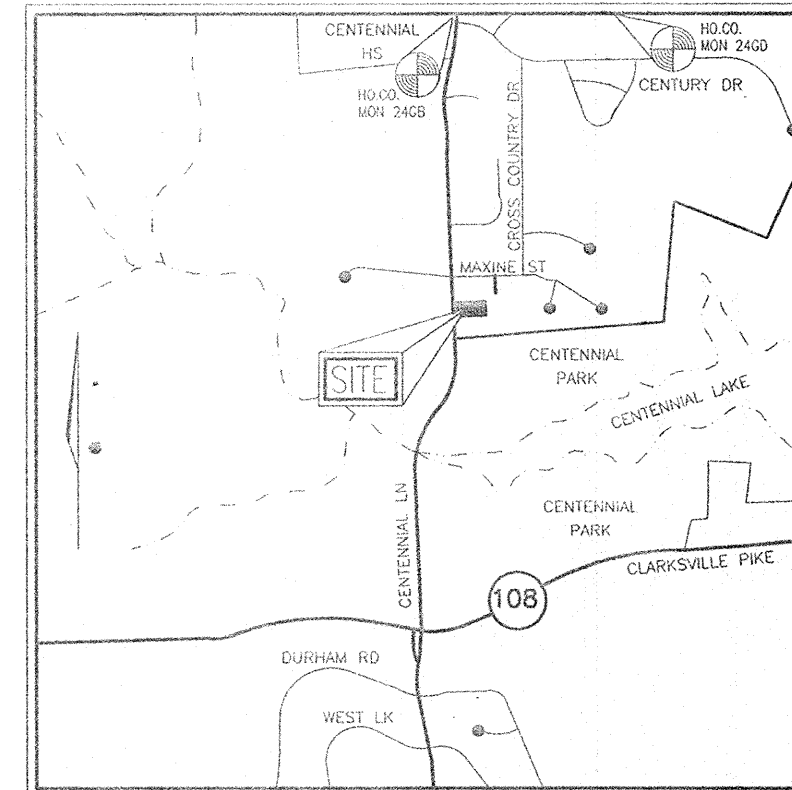 CENTENNIAL
HS
HO.CO.
MON 24GB
HO.CO.
MON 24GD
CENTURY DR
CROSS COUNTRY DR
MAXINE ST
SITE
CENTENNIAL
PARK
CENTENNIAL LAKE
CENTENNIAL LN
CENTENNIAL
PARK
CLARKSVILLE PIKE
108
DURHAM RD
WEST LK